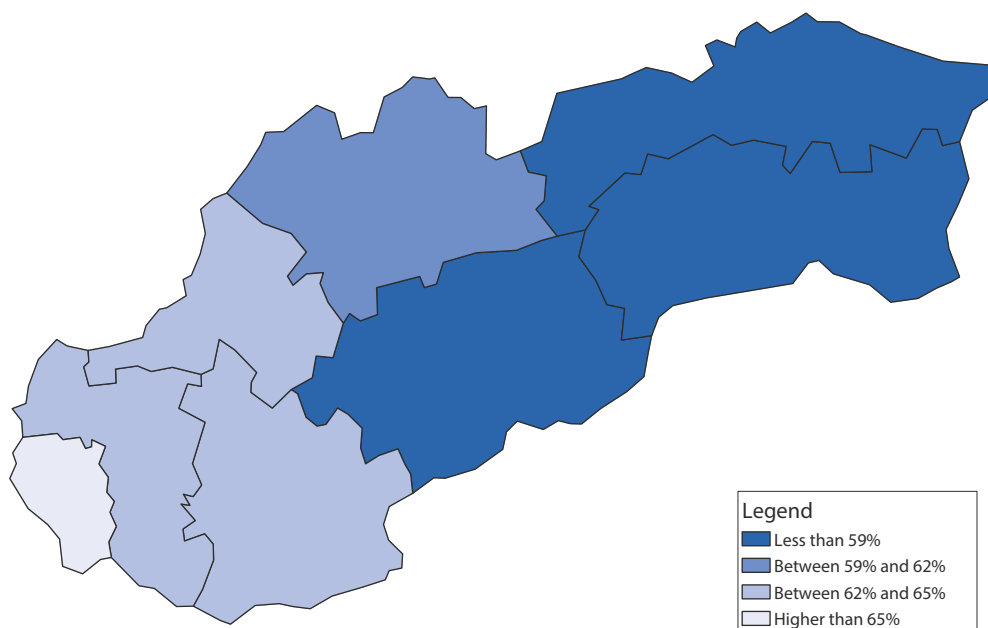 Legend
Less than 59%
Between 59% and 62%
Between 62% and 65%
Higher than 65%